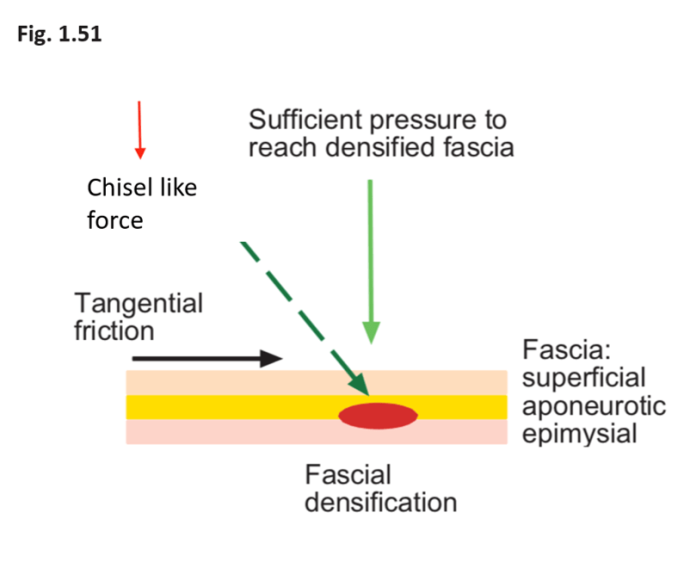 Fig. 1.51
Sufficient pressure to
reach densified fascia
Chisel like
force
Tangential
friction
Fascia:
superficial
aponeurotic
epimysial
Fascial
densification